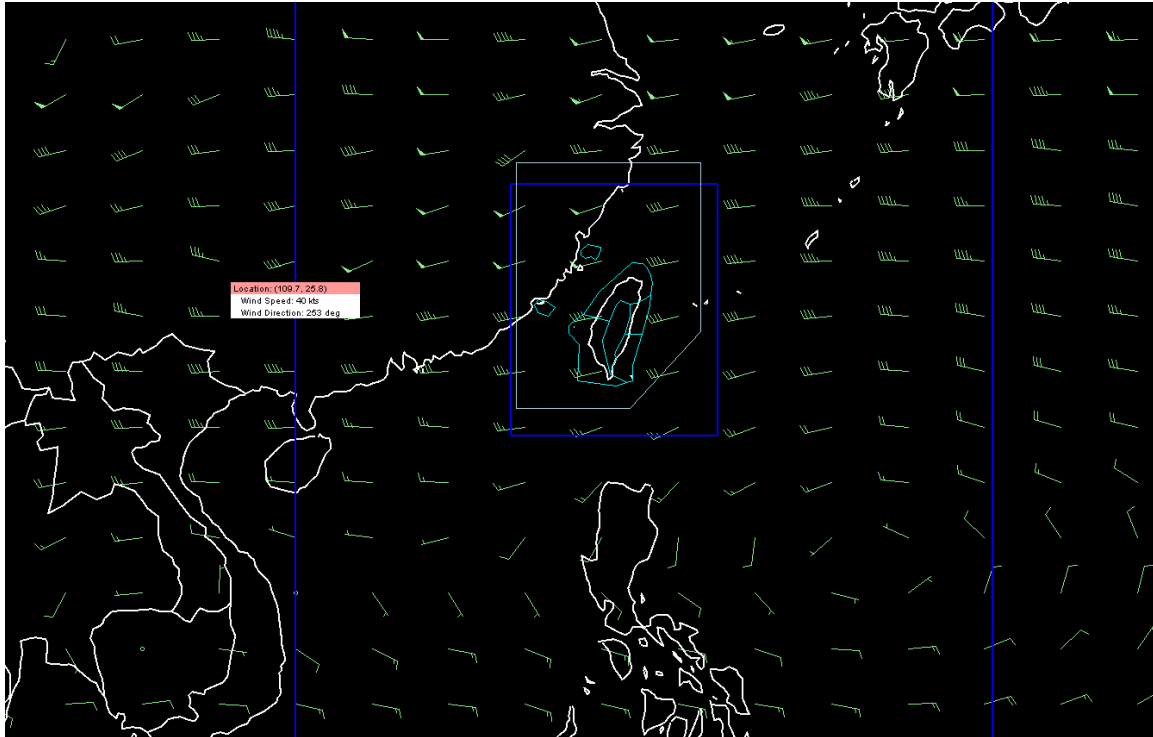 Location: (109.7, 25.8)
Wind Speed: 40 kts
Wind Direction: 253 deg